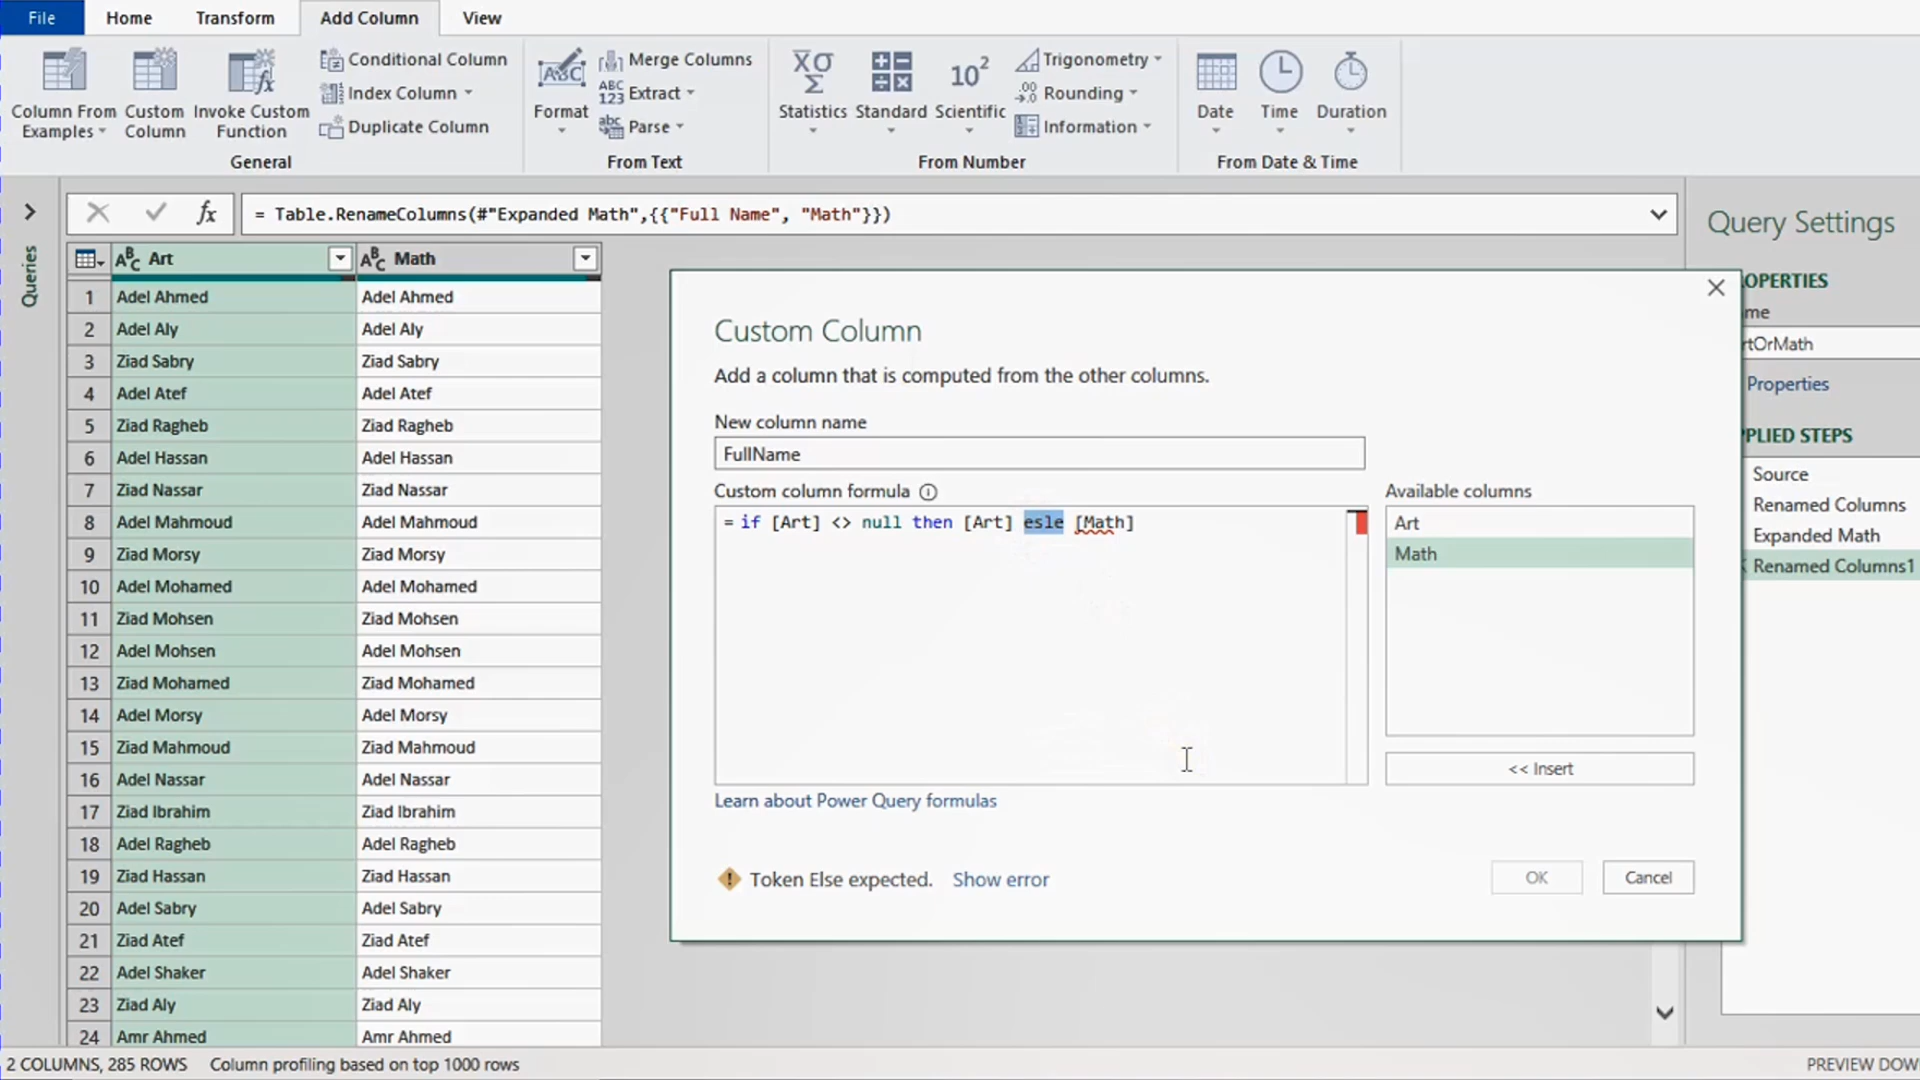 File Home Transform Add Column View
Column From Examples
Custom Column
Invoke Custom Function
Conditional Column
Index Column
Duplicate Column
General
Format
ABC
Merge Columns
ABC 123 Extract
abc Parse
From Text
XΟ Σ Statistics
Standard
10² Scientific
Trigonometry
.00 Rounding
Information
From Number
Date
Time
Duration
From Date & Time
fx = Table.RenameColumns(#"Expanded Math",{{"Full Name", "Math"}})
Queries
ABC Art ABC Math
1 Adel Ahmed Adel Ahmed
2 Adel Aly Adel Aly
3 Ziad Sabry Ziad Sabry
4 Adel Atef Adel Atef
5 Ziad Ragheb Ziad Ragheb
6 Adel Hassan Adel Hassan
7 Ziad Nassar Ziad Nassar
8 Adel Mahmoud Adel Mahmoud
9 Ziad Morsy Ziad Morsy
10 Adel Mohamed Adel Mohamed
11 Ziad Mohsen Ziad Mohsen
12 Adel Mohsen Adel Mohsen
13 Ziad Mohamed Ziad Mohamed
14 Adel Morsy Adel Morsy
15 Ziad Mahmoud Ziad Mahmoud
16 Adel Nassar Adel Nassar
17 Ziad Ibrahim Ziad Ibrahim
18 Adel Ragheb Adel Ragheb
19 Ziad Hassan Ziad Hassan
20 Adel Sabry Adel Sabry
21 Ziad Atef Ziad Atef
22 Adel Shaker Adel Shaker
23 Ziad Aly Ziad Aly
24 Amr Ahmed Amr Ahmed
Custom Column
Add a column that is computed from the other columns.
New column name
FullName
Custom column formula
= if [Art] <> null then [Art] esle [Math]
Available columns
Art
Math
<< Insert
Learn about Power Query formulas
Token Else expected. Show error
OK
Cancel
Query Settings
OPERTIES
me
rtOrMath
Properties
PPLIED STEPS
Source
Renamed Columns
Expanded Math
Renamed Columns1
2 COLUMNS, 285 ROWS Column profiling based on top 1000 rows
PREVIEW DOW